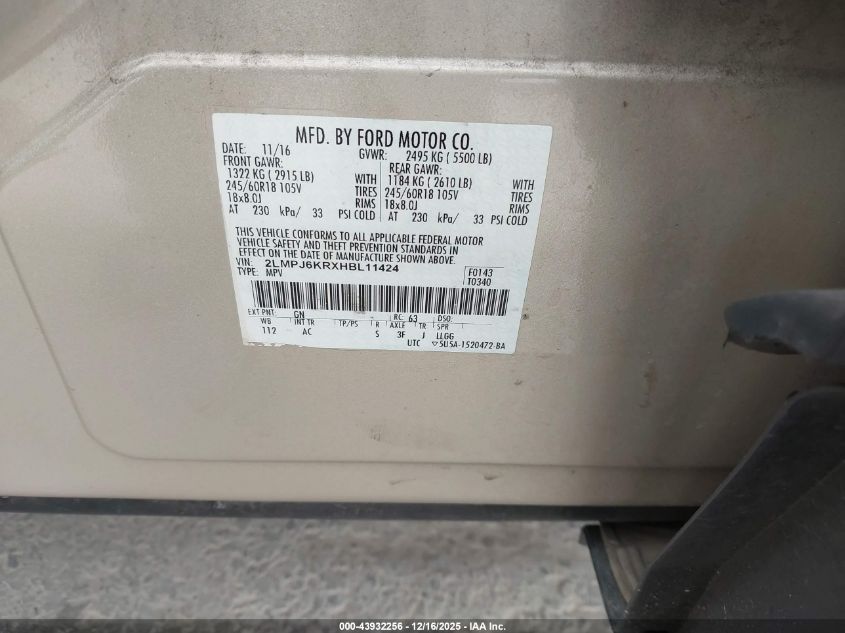 MFD. BY FORD MOTOR CO.
DATE: 11/16 GVWR: 2495 KG ( 5500 LB)
FRONT GAWR: REAR GAWR:
1322 KG ( 2915 LB) WITH 1184 KG ( 2610 LB) WITH
245/60R18 105V TIRES 245/60R18 105V TIRES
18x8.0J RIMS 18x8.0J RIMS
AT 230 kPa/ 33 PSI COLD AT 230 kPa/ 33 PSI COLD
THIS VEHICLE CONFORMS TO ALL APPLICABLE FEDERAL MOTOR
VEHICLE SAFETY AND THEFT PREVENTION STANDARDS IN
EFFECT ON THE DATE OF MANUFACTURE SHOWN ABOVE.
VIN: 2LMPJ6KRXHBL11424 F0143
TYPE: MPV T0340
EXT PNT: GN RC: 63 DSO:
WB INT TR TP/PS R AXLE TR SPR
112 - AC S 3F J LLGG
UTC ▽5U5A-1520472-BA
000-43932256 - 12/16/2025 - IAA Inc.